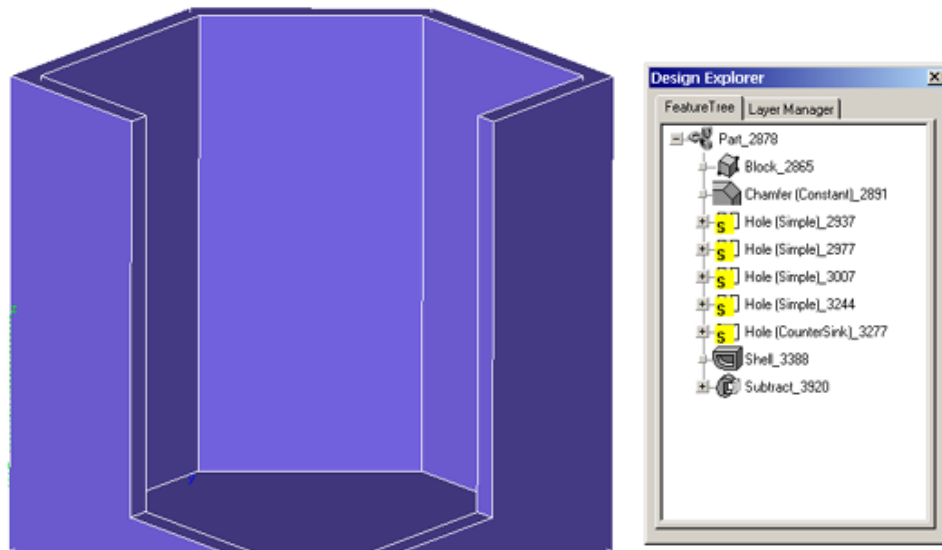 Design Explorer
FeatureTree Layer Manager
Part_2878
Block_2865
Chamfer (Constant)_2891
Hole (Simple)_2937
Hole (Simple)_2977
Hole (Simple)_3007
Hole (Simple)_3244
Hole (CounterSink)_3277
Shell_3388
Subtract_3920